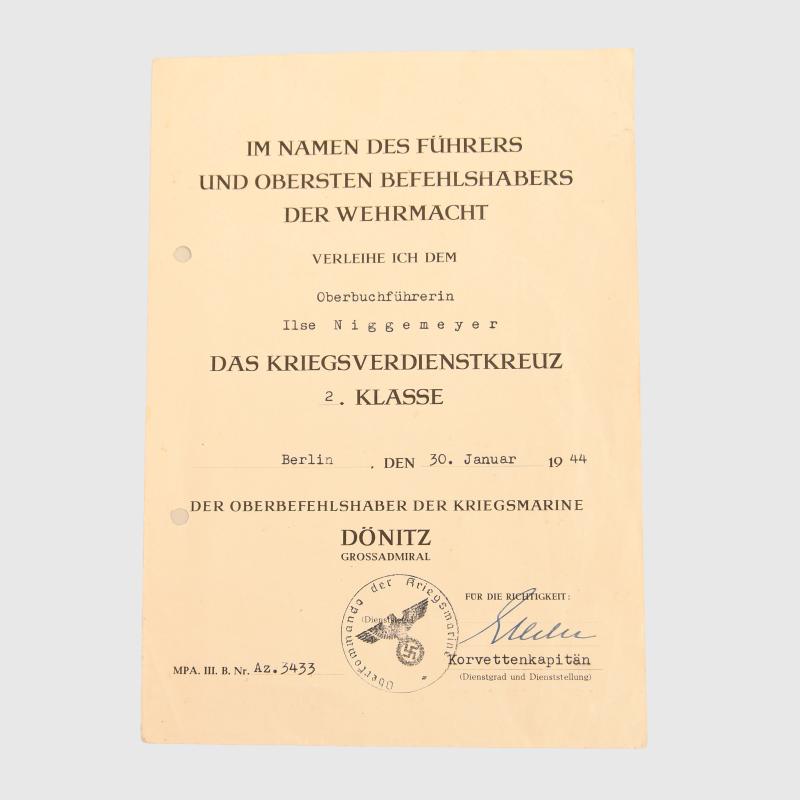 IM NAMEN DES FÜHRERS
UND OBERSTEN BEFEHLSHABERS
DER WEHRMACHT
VERLEIHE ICH DEM
Oberbuchführerin
Ilse N i g g e m e y e r
DAS KRIEGSVERDIENSTKREUZ
2. KLASSE
Berlin, DEN 30. Januar 1944
DER OBERBEFEHLSHABER DER KRIEGSMARINE
DÖNITZ
GROSSADMIRAL
Oberkommando der Kriegsmarine
(Dienstsiegel)
FÜR DIE RICHTIGKEIT:
Korvettenkapitän
(Dienstgrad und Dienststellung)
MPA. III. B. Nr. Az.3433